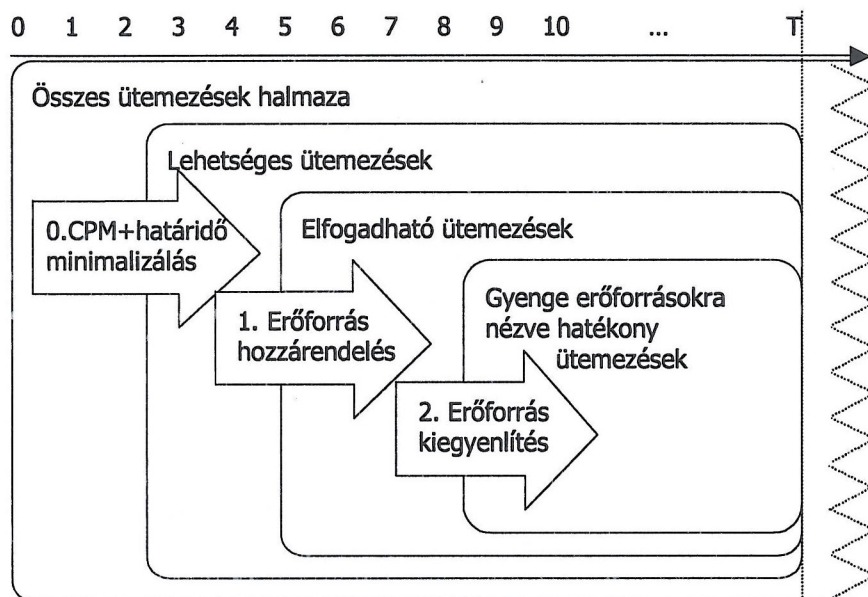 0 1 2 3 4 5 6 7 8 9 10 ... T
Összes ütemezések halmaza
Lehetséges ütemezések
0.CPM+határidő
minimalizálás
Elfogadható ütemezések
1. Erőforrás
hozzárendelés
Gyenge erőforrásokra
nézve hatékony
ütemezések
2. Erőforrás
kiegyenlítés